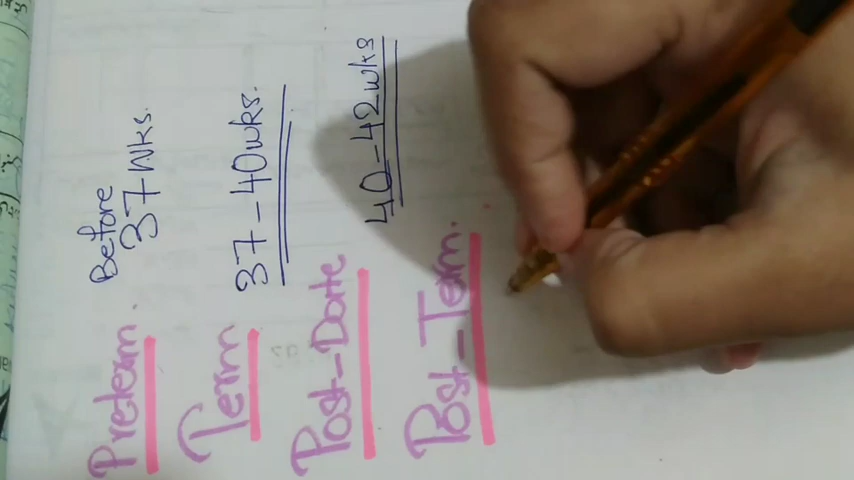 Preterm. Before
37 wks.
Term 37-40wks.
Post-Date 40-42wks
Post-Term.